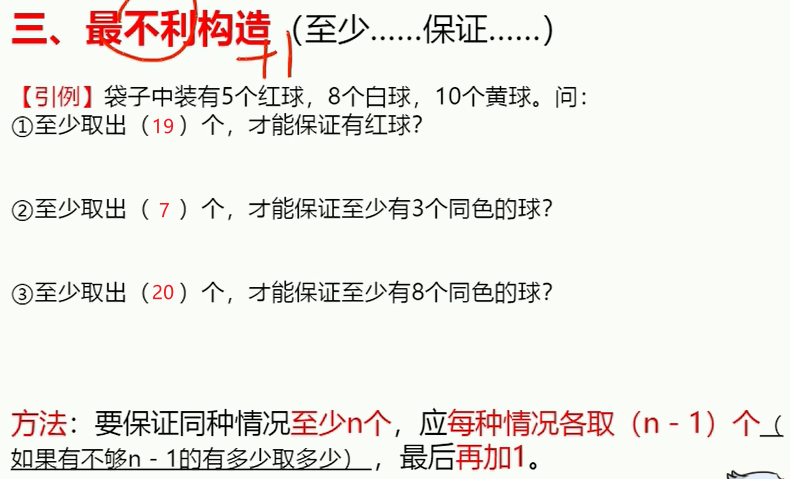 三、最不利构造（至少……保证……）
+1
【引例】袋子中装有5个红球，8个白球，10个黄球。问：
①至少取出（19）个，才能保证有红球？
②至少取出（ 7 ）个，才能保证至少有3个同色的球？
③至少取出（20）个，才能保证至少有8个同色的球？
方法：要保证同种情况至少n个，应每种情况各取（n - 1）个（
如果有不够n - 1的有多少取多少），最后再加1。